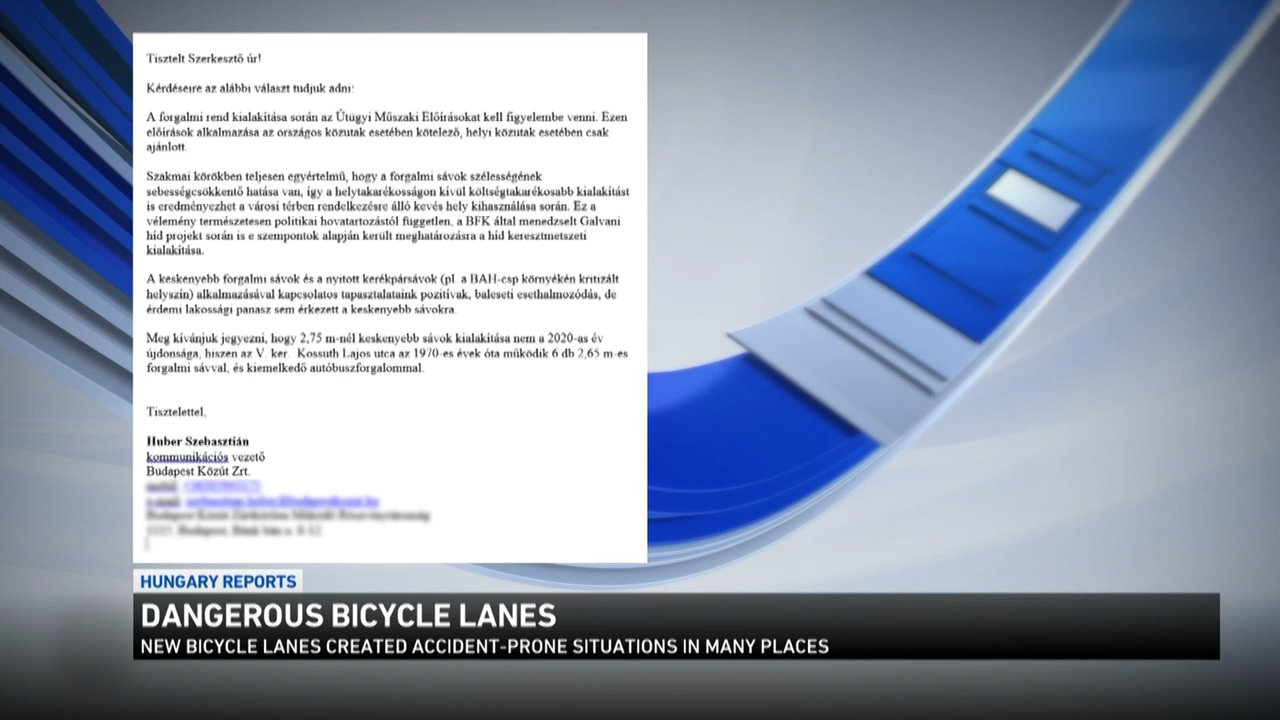 Tisztelt Szerkesztő úr!
Kérdéseire az alábbi választ tudjuk adni:
A forgalmi rend kialakítása során az Útügyi Műszaki Előírásokat kell figyelembe venni. Ezen
előírások alkalmazása az országos közutak esetében kötelező, helyi közutak esetében csak
ajánlott.
Szakmai körökben teljesen egyértelmű, hogy a forgalmi sávok szélességének
sebességcsökkentő hatása van, így a helytakarékosságon kívül költségtakarékosabb kialakítást
is eredményezhet a városi térben rendelkezésre álló kevés hely kihasználása során. Ez a
vélemény természetesen politikai hovatartozástól független, a BFK által menedzselt Galvani
híd projekt során is e szempontok alapján került meghatározásra a híd keresztmetszeti
kialakítása.
A keskenyebb forgalmi sávok és a nyitott kerékpársávok (pl. a BAH-csp környékén kritizált
helyszín) alkalmazásával kapcsolatos tapasztalataink pozitívak, baleseti esethalmozódás, de
érdemi lakossági panasz sem érkezett a keskenyebb sávokra.
Meg kívánjuk jegyezni, hogy 2,75 m-nél keskenyebb sávok kialakítása nem a 2020-as év
újdonsága, hiszen az V. ker. Kossuth Lajos utca az 1970-es évek óta működik 6 db 2,65 m-es
forgalmi sávval, és kiemelkedő autóbuszforgalommal.
Tisztelettel,
Huber Szebasztián
kommunikációs vezető
Budapest Közút Zrt.
HUNGARY REPORTS
DANGEROUS BICYCLE LANES
NEW BICYCLE LANES CREATED ACCIDENT-PRONE SITUATIONS IN MANY PLACES